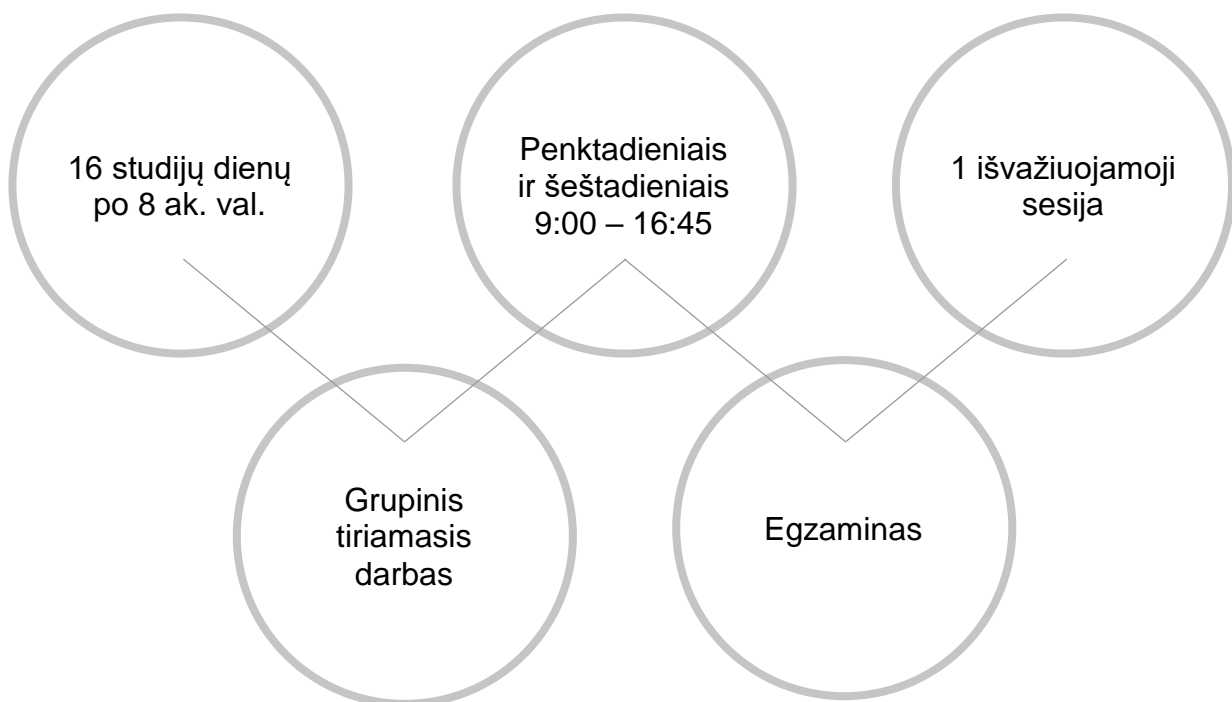 16 studijų dienų
po 8 ak. val.
Penktadieniais
ir šeštadieniais
9:00 – 16:45
1 išvažiuojamoji
sesija
Grupinis
tiriamasis
darbas
Egzaminas